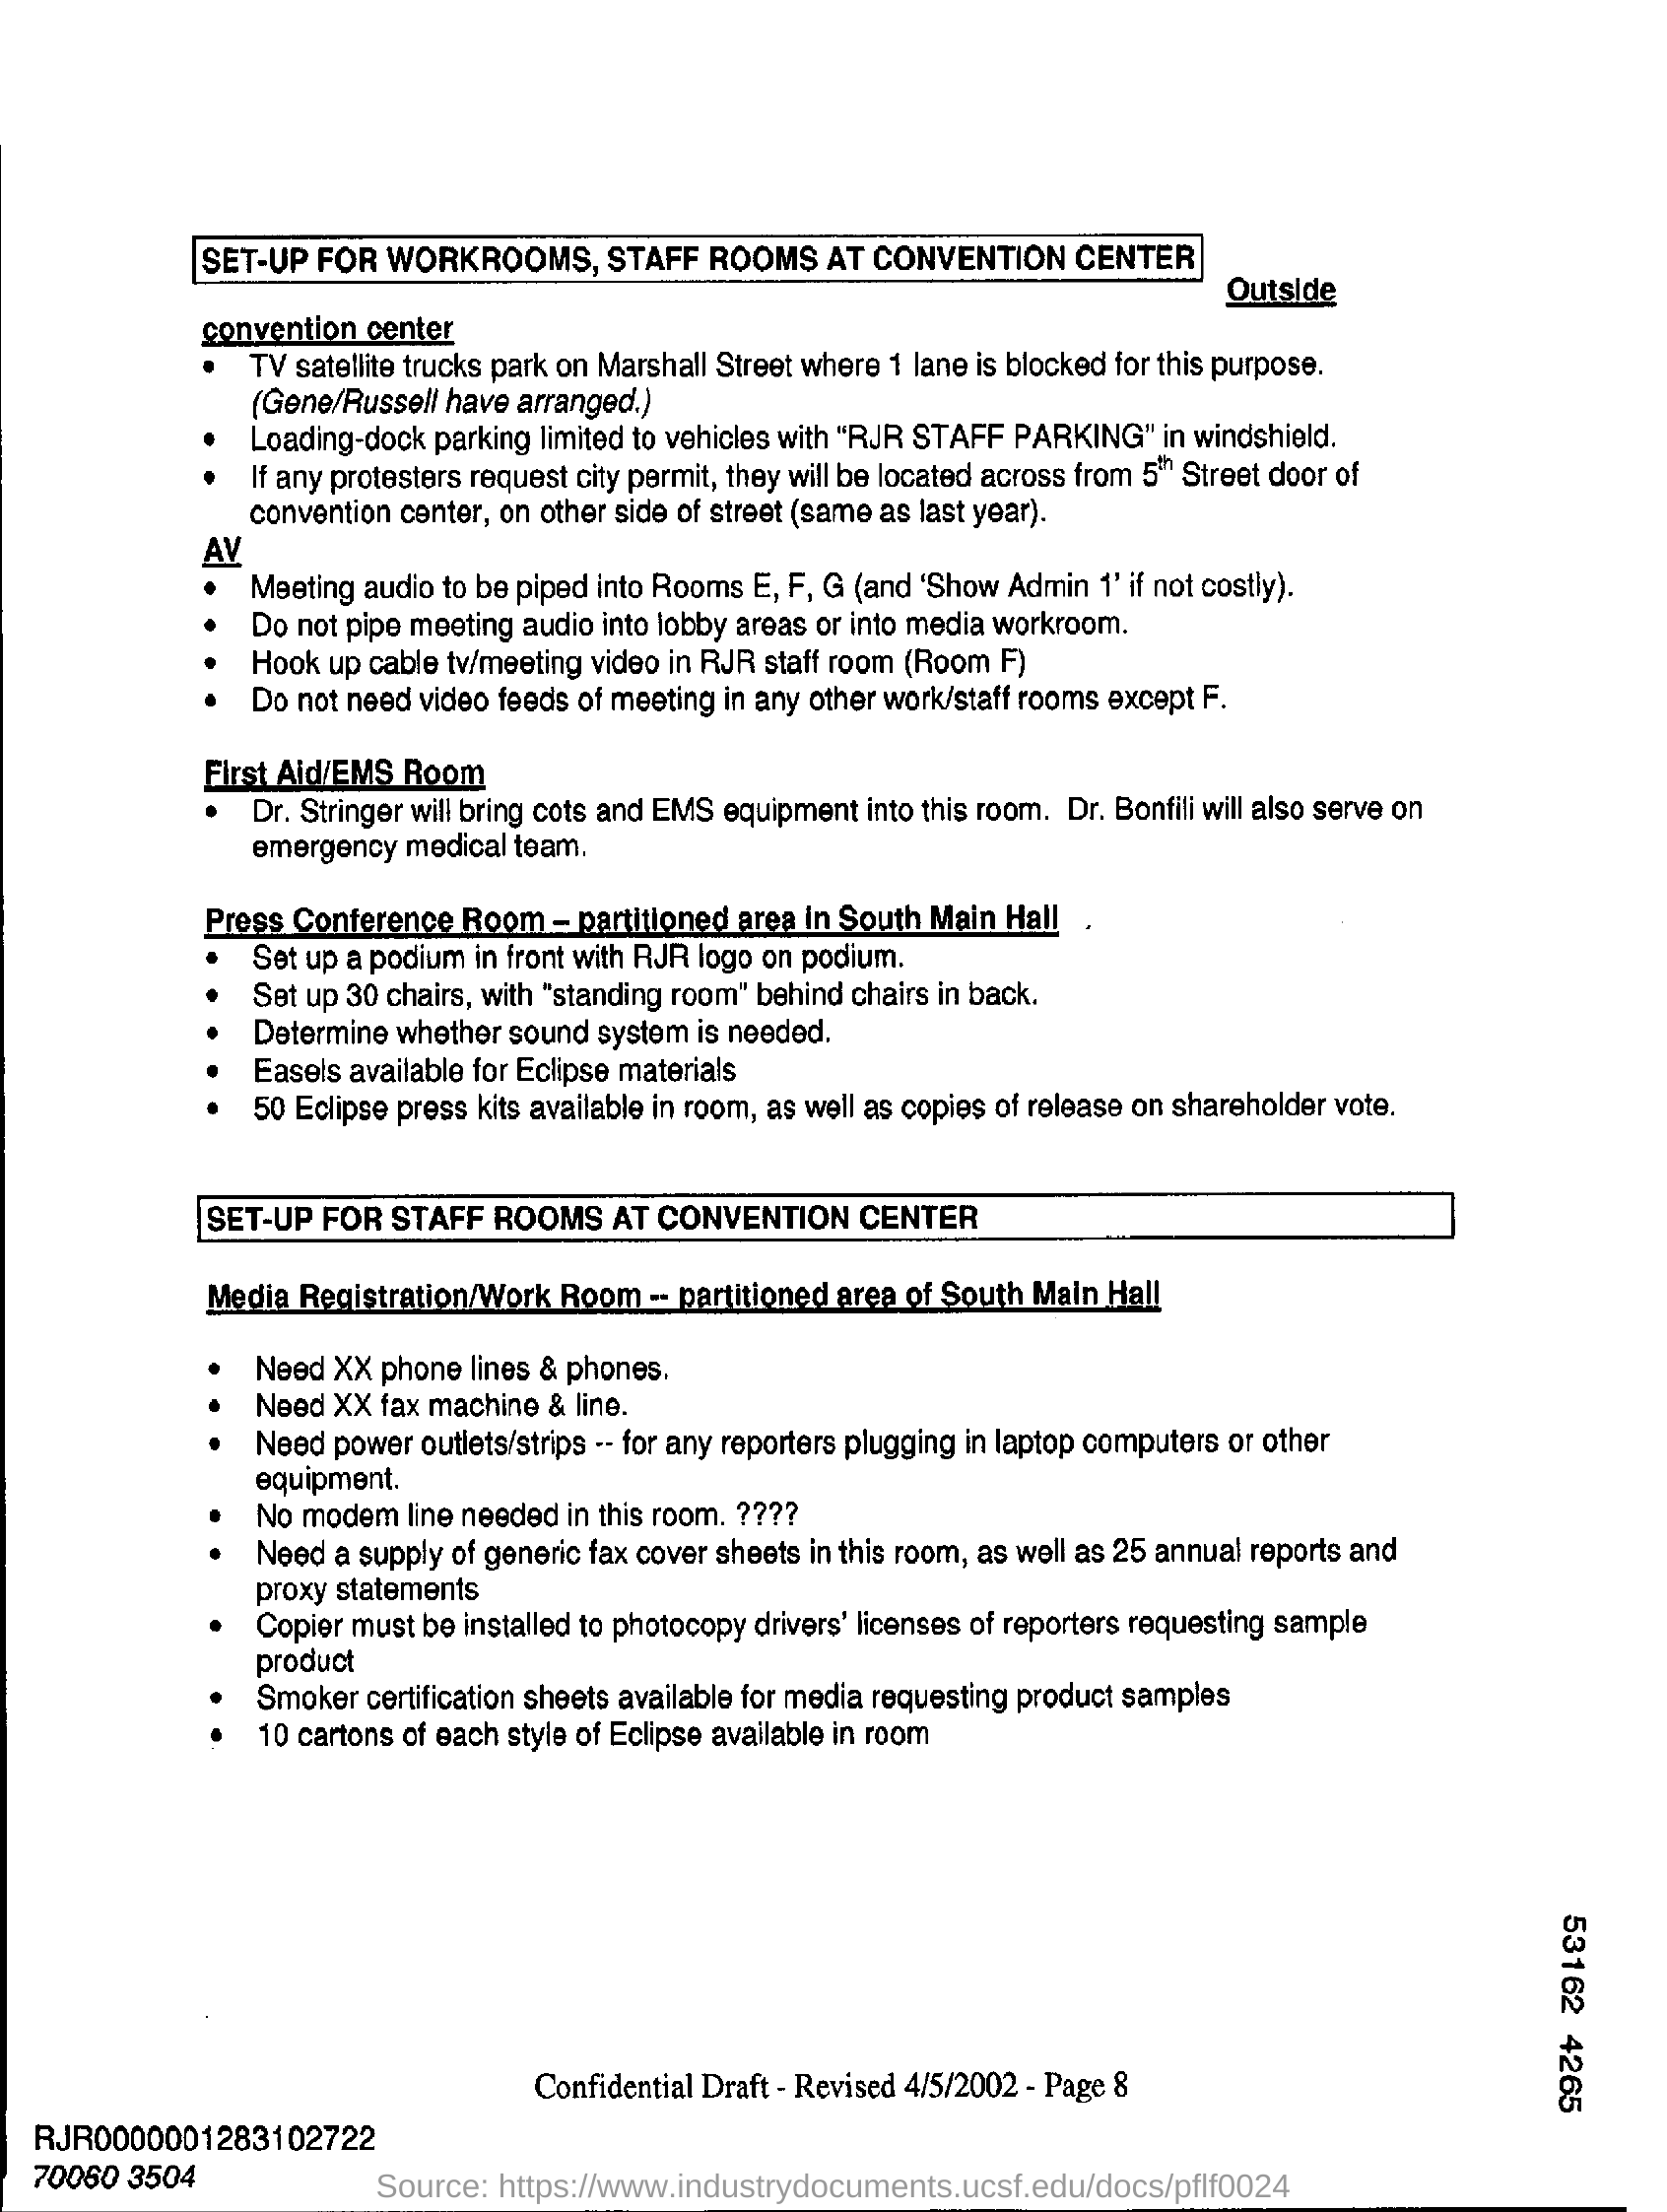 SET-UP FOR WORKROOMS, STAFF ROOMS AT CONVENTION CENTER
Outside
convention center
• TV satellite trucks park on Marshall Street where 1 lane is blocked for this purpose.
(Gene/Russell have arranged.)
• Loading-dock parking limited to vehicles with “RJR STAFF PARKING” in windshield.
• If any protesters request city permit, they will be located across from 5th Street door of
convention center, on other side of street (same as last year).
AV
• Meeting audio to be piped into Rooms E, F, G (and ‘Show Admin 1’ if not costly).
• Do not pipe meeting audio into lobby areas or into media workroom.
• Hook up cable tv/meeting video in RJR staff room (Room F)
• Do not need video feeds of meeting in any other work/staff rooms except F.
First Aid/EMS Room
• Dr. Stringer will bring cots and EMS equipment into this room. Dr. Bonfili will also serve on
emergency medical team.
Press Conference Room – partitioned area in South Main Hall
• Set up a podium in front with RJR logo on podium.
• Set up 30 chairs, with "standing room" behind chairs in back.
• Determine whether sound system is needed.
• Easels available for Eclipse materials
• 50 Eclipse press kits available in room, as well as copies of release on shareholder vote.
SET-UP FOR STAFF ROOMS AT CONVENTION CENTER
Media Registration/Work Room -- partitioned area of South Main Hall
• Need XX phone lines & phones.
• Need XX fax machine & line.
• Need power outlets/strips -- for any reporters plugging in laptop computers or other
equipment.
• No modem line needed in this room. ????
• Need a supply of generic fax cover sheets in this room, as well as 25 annual reports and
proxy statements
• Copier must be installed to photocopy drivers’ licenses of reporters requesting sample
product
• Smoker certification sheets available for media requesting product samples
• 10 cartons of each style of Eclipse available in room
53162 4265
Confidential Draft - Revised 4/5/2002 - Page 8
RJR0000001283102722
70060 3504
Source: https://www.industrydocuments.ucsf.edu/docs/pflf0024